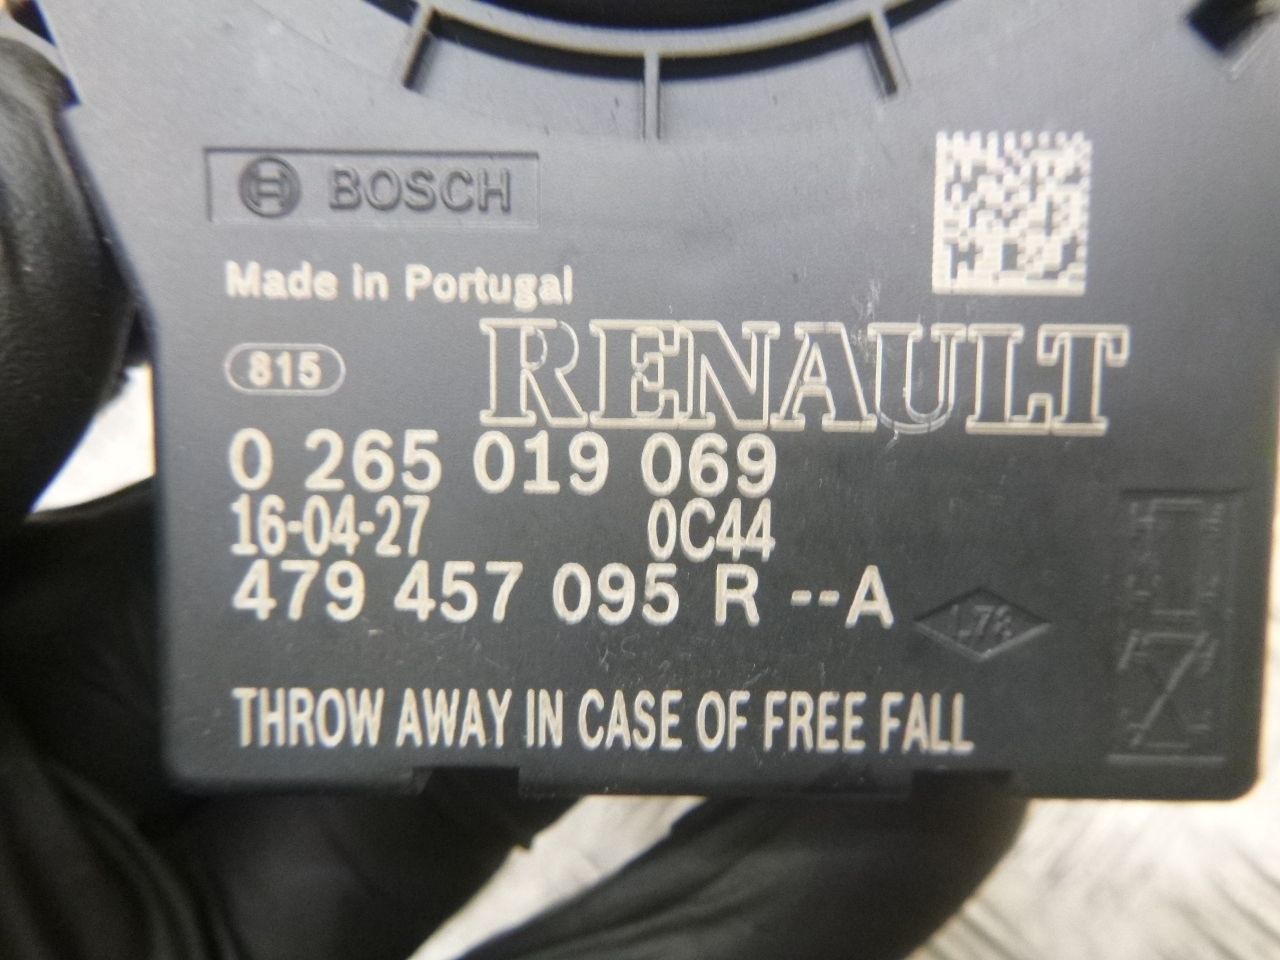 BOSCH
Made in Portugal
815
RENAULT
0 265 019 069
16-04-27 0C44
479 457 095 R --A
THROW AWAY IN CASE OF FREE FALL